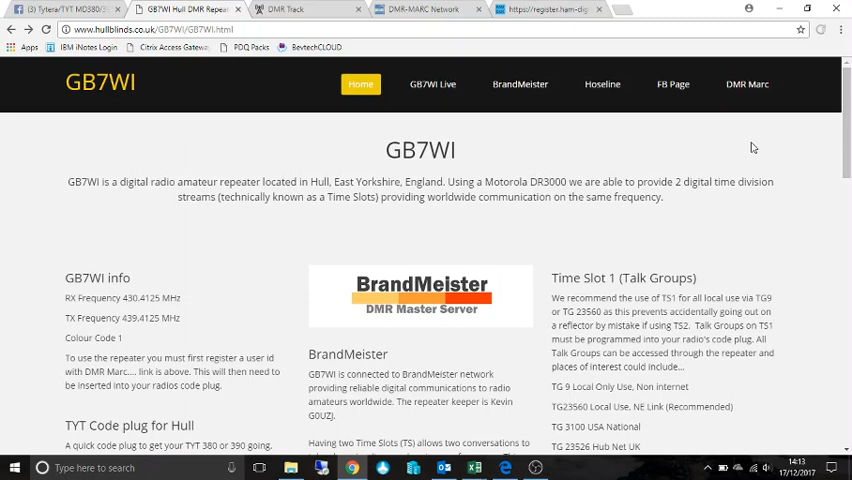 (3) Tytera/TYT MD380/39
GB7WI Hull DMR Repeat
DMR Track
DMR-MARC Network
https://register.ham-dig
www.hullblinds.co.uk/GB7WI/GB7WI.html
Apps
IBM iNotes Login
Citrix Access Gateway
PDQ Packs
BevtechCLOUD
GB7WI
Home
GB7WI Live
BrandMeister
Hoseline
FB Page
DMR Marc
GB7WI
GB7WI is a digital radio amateur repeater located in Hull, East Yorkshire, England. Using a Motorola DR3000 we are able to provide 2 digital time division
streams (technically known as a Time Slots) providing worldwide communication on the same frequency.
GB7WI info
RX Frequency 430.4125 MHz
TX Frequency 439.4125 MHz
Colour Code 1
To use the repeater you must first register a user id
with DMR Marc.... link is above. This will then need to
be inserted into your radios code plug.
TYT Code plug for Hull
A quick code plug to get your TYT 380 or 390 going.
BrandMeister
DMR Master Server
BrandMeister
GB7WI is connected to BrandMeister network
providing reliable digital communications to radio
amateurs worldwide. The repeater keeper is Kevin
G0UZJ.
Having two Time Slots (TS) allows two conversations to
Time Slot 1 (Talk Groups)
We recommend the use of TS1 for all local use via TG9
or TG 23560 as this prevents accidentally going out on
a reflector by mistake if using TS2. Talk Groups on TS1
must be programmed into your radio's code plug. All
Talk Groups can be accessed through the repeater and
places of interest could include...
TG 9 Local Only Use, Non internet
TG23560 Local Use, NE Link (Recommended)
TG 3100 USA National
TG 23526 Hub Net UK
Type here to search
14:13
17/12/2017